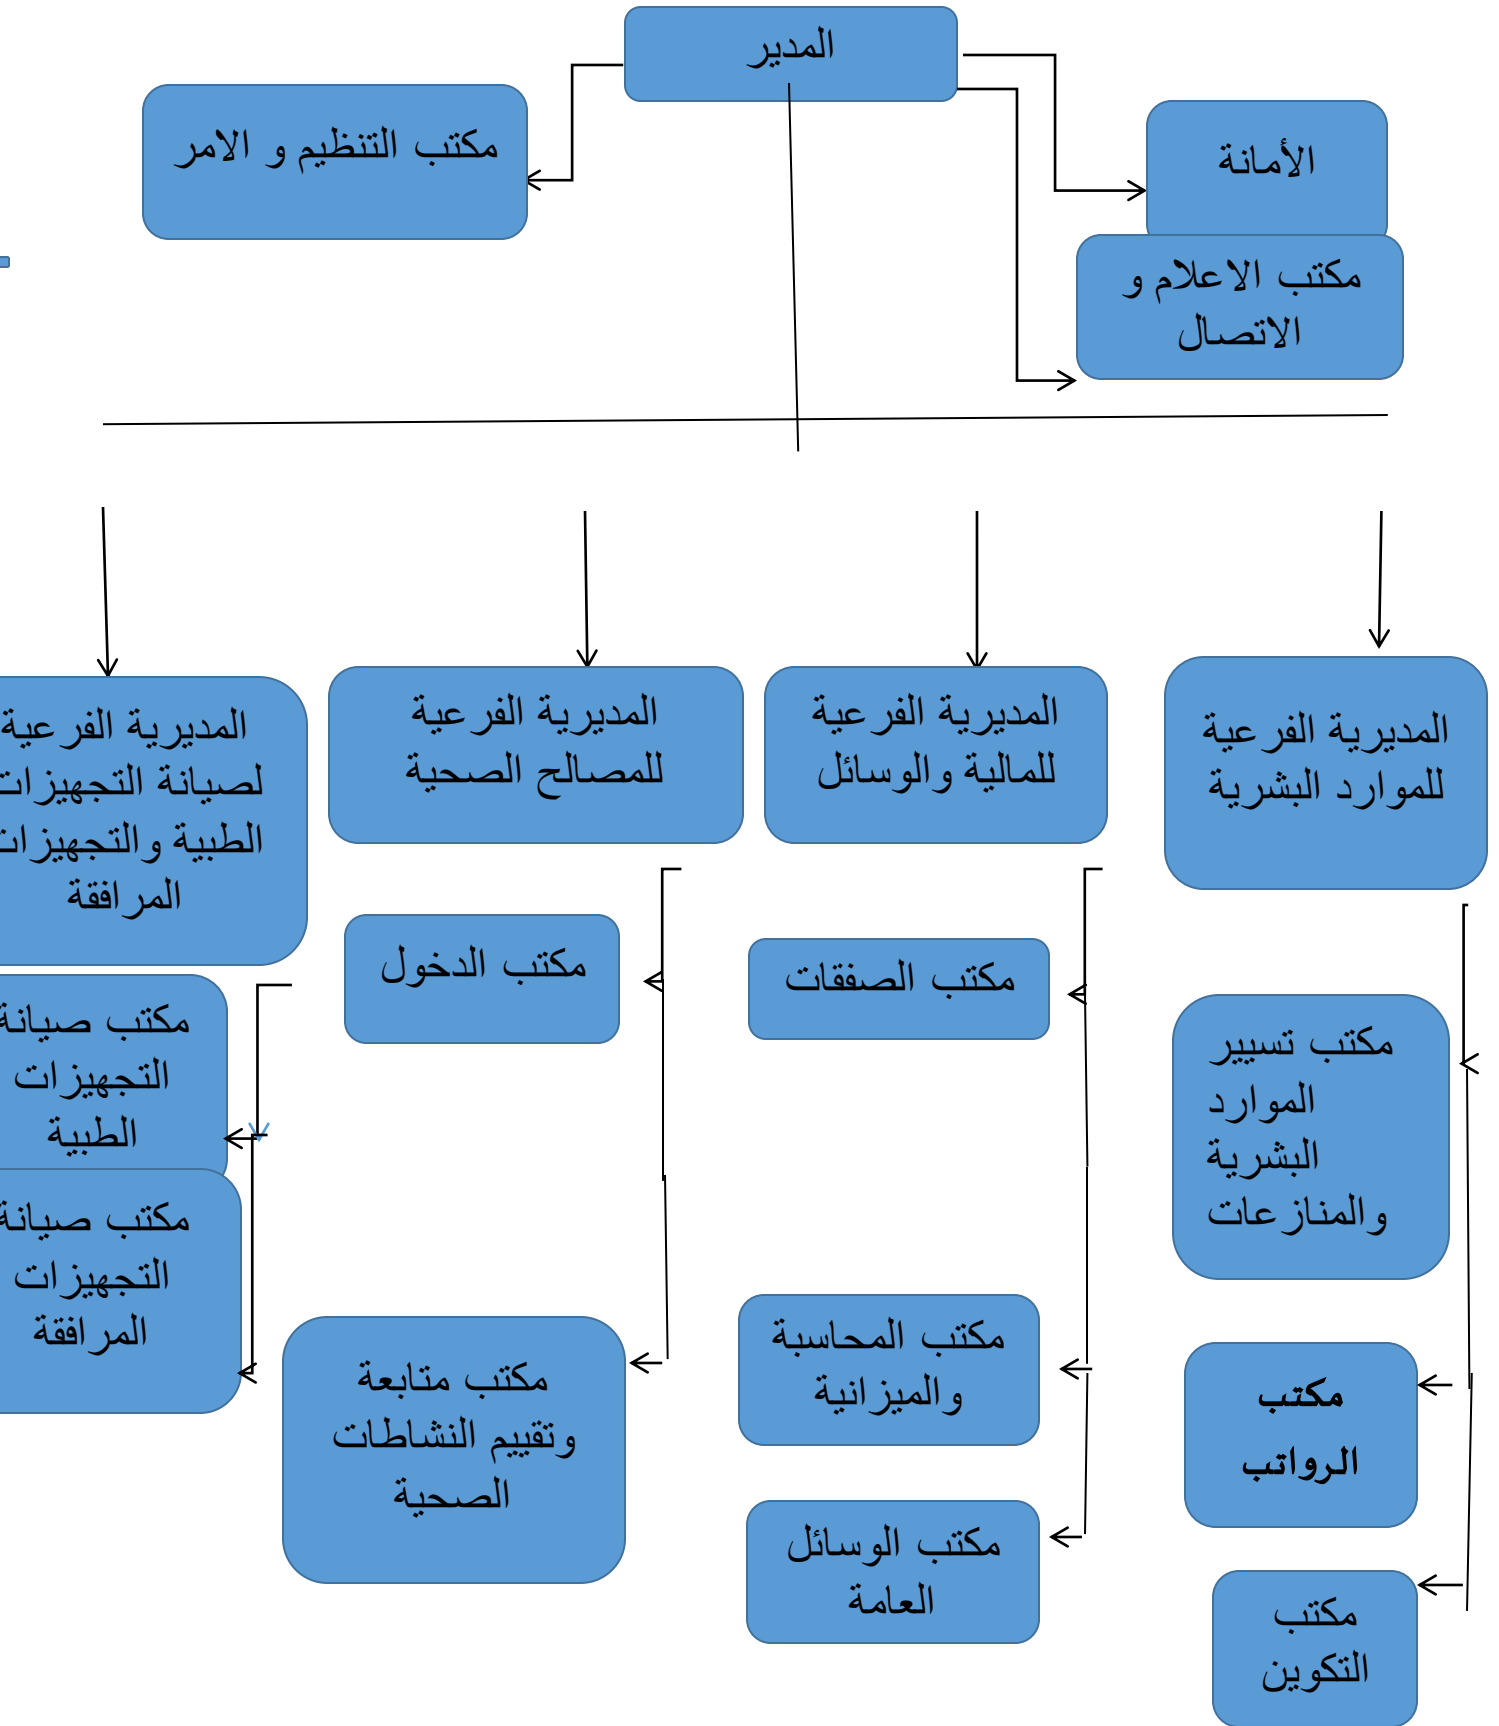 المدير
مكتب التنظيم و الامر
الأمانة
مكتب الاعلام و
الاتصال
المديرية الفرعية
للموارد البشرية
المديرية الفرعية
للمالية والوسائل
المديرية الفرعية
للمصالح الصحية
المديرية الفرعية
لصيانة التجهيزات
الطبية والتجهيزات
المرافقة
مكتب تسيير
الموارد
البشرية
والمنازعات
مكتب
الرواتب
مكتب
التكوين
مكتب الصفقات
مكتب المحاسبة
والميزانية
مكتب الوسائل
العامة
مكتب الدخول
مكتب متابعة
وتقييم النشاطات
الصحية
مكتب صيانة
التجهيزات
الطبية
مكتب صيانة
التجهيزات
المرافقة